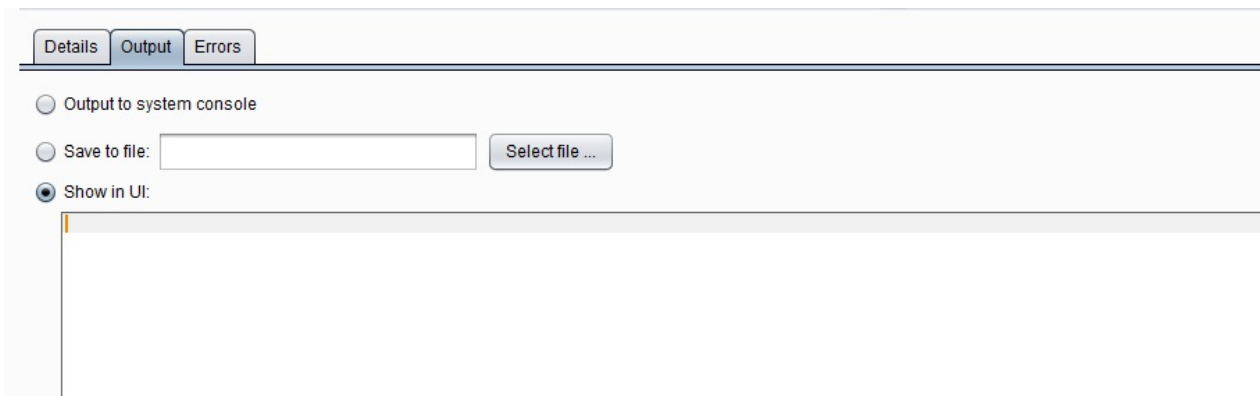 Details Output Errors
Output to system console
Save to file: Select file ...
Show in UI: